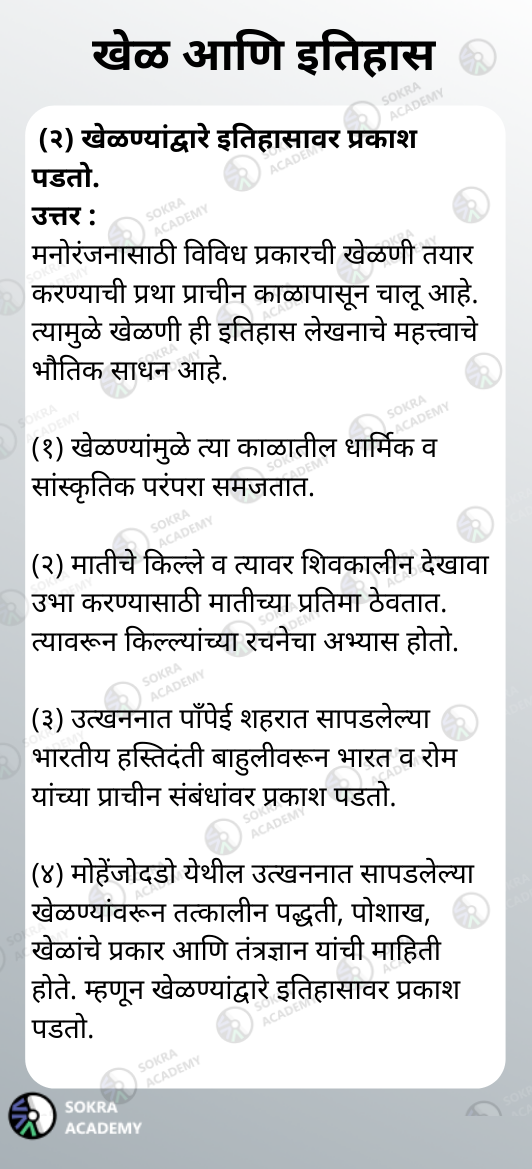 खेळ आणि इतिहास
(२) खेळण्यांद्वारे इतिहासावर प्रकाश
पडतो.
उत्तर :
मनोरंजनासाठी विविध प्रकारची खेळणी तयार
करण्याची प्रथा प्राचीन काळापासून चालू आहे.
त्यामुळे खेळणी ही इतिहास लेखनाचे महत्त्वाचे
भौतिक साधन आहे.
(१) खेळण्यांमुळे त्या काळातील धार्मिक व
सांस्कृतिक परंपरा समजतात.
(२) मातीचे किल्ले व त्यावर शिवकालीन देखावा
उभा करण्यासाठी मातीच्या प्रतिमा ठेवतात.
त्यावरून किल्ल्यांच्या रचनेचा अभ्यास होतो.
(३) उत्खननात पाँपेई शहरात सापडलेल्या
भारतीय हस्तिदंती बाहुलीवरून भारत व रोम
यांच्या प्राचीन संबंधांवर प्रकाश पडतो.
(४) मोहेंजोदडो येथील उत्खननात सापडलेल्या
खेळण्यांवरून तत्कालीन पद्धती, पोशाख,
खेळांचे प्रकार आणि तंत्रज्ञान यांची माहिती
होते. म्हणून खेळण्यांद्वारे इतिहासावर प्रकाश
पडतो.
SOKRA
ACADEMY